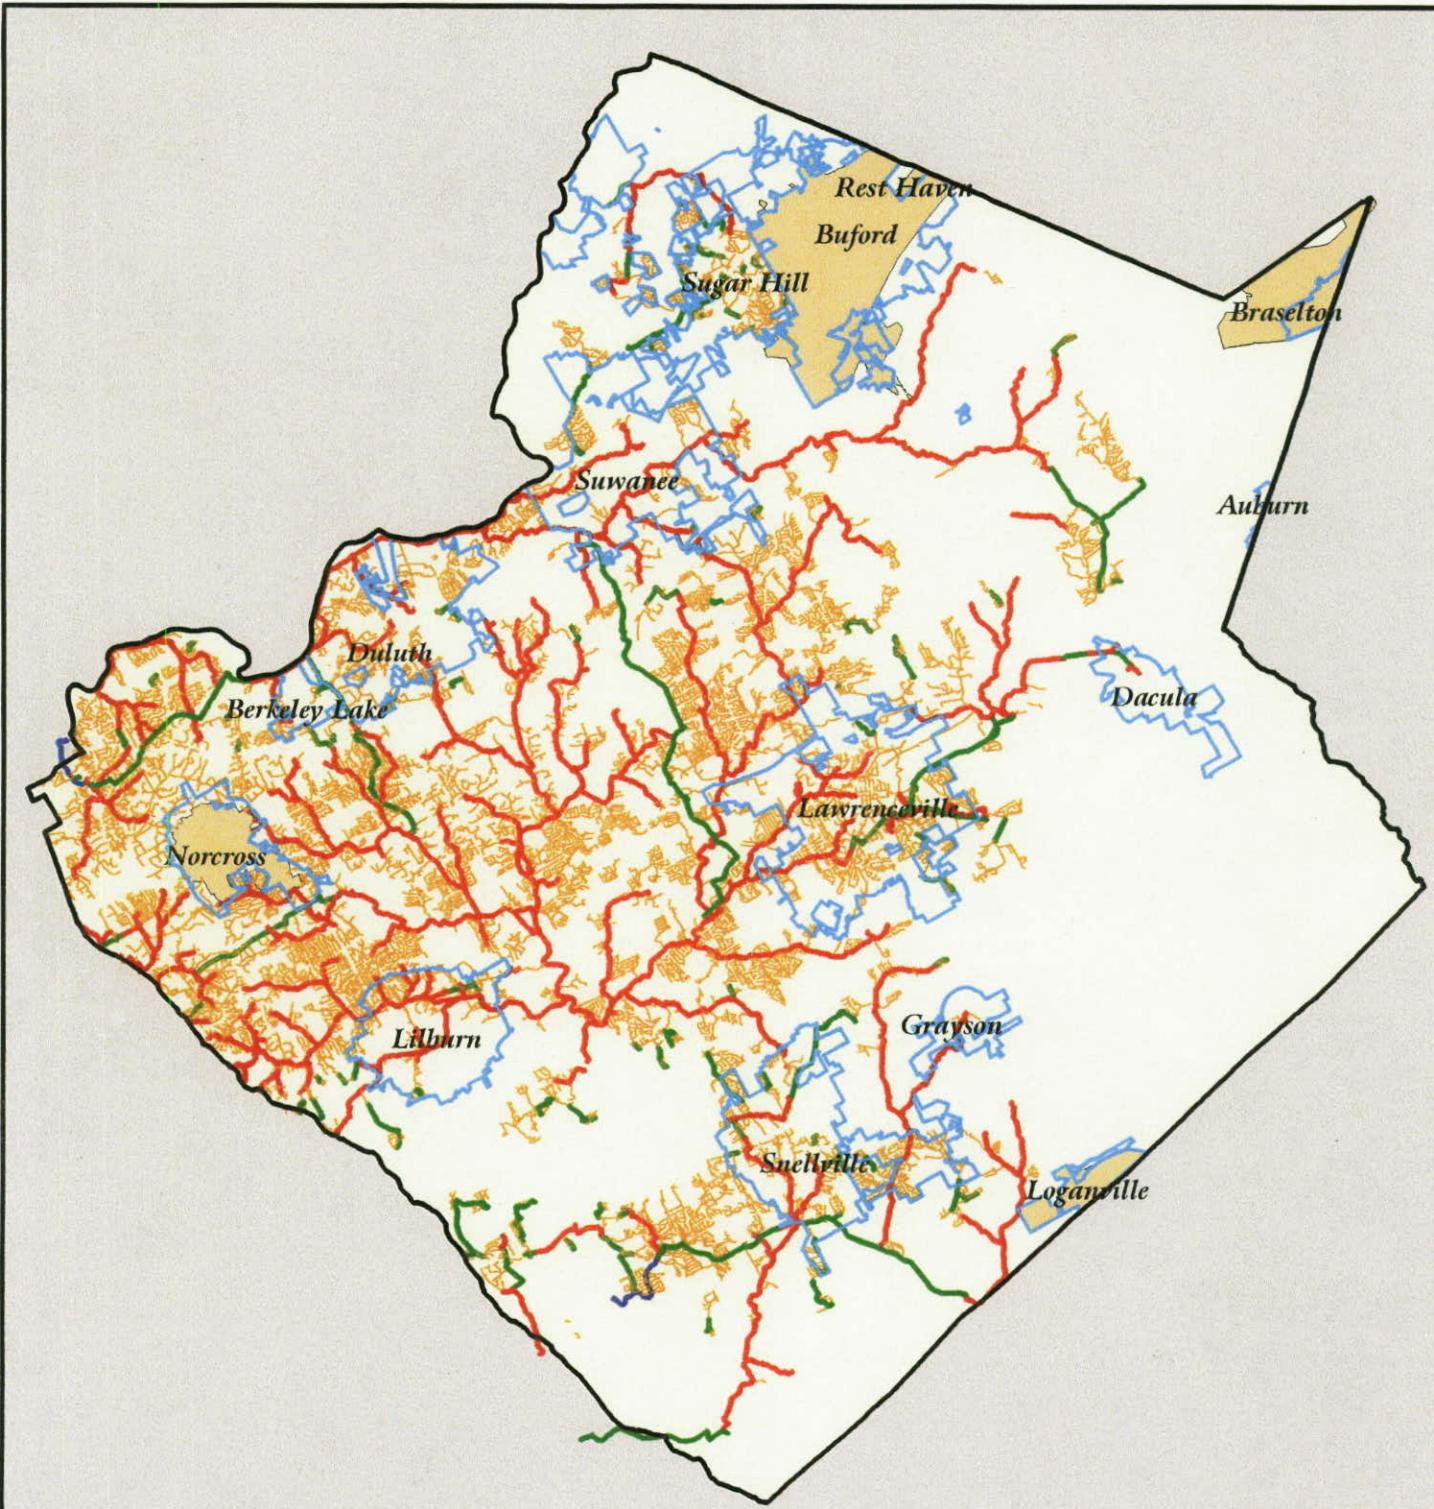 Rest Haven
Buford
Sugar Hill
Braselton
Suwanee
Auburn
Duluth
Dacula
Berkeley Lake
Lawrenceville
Norcross
Grayson
Lilburn
Snellville
Loganville